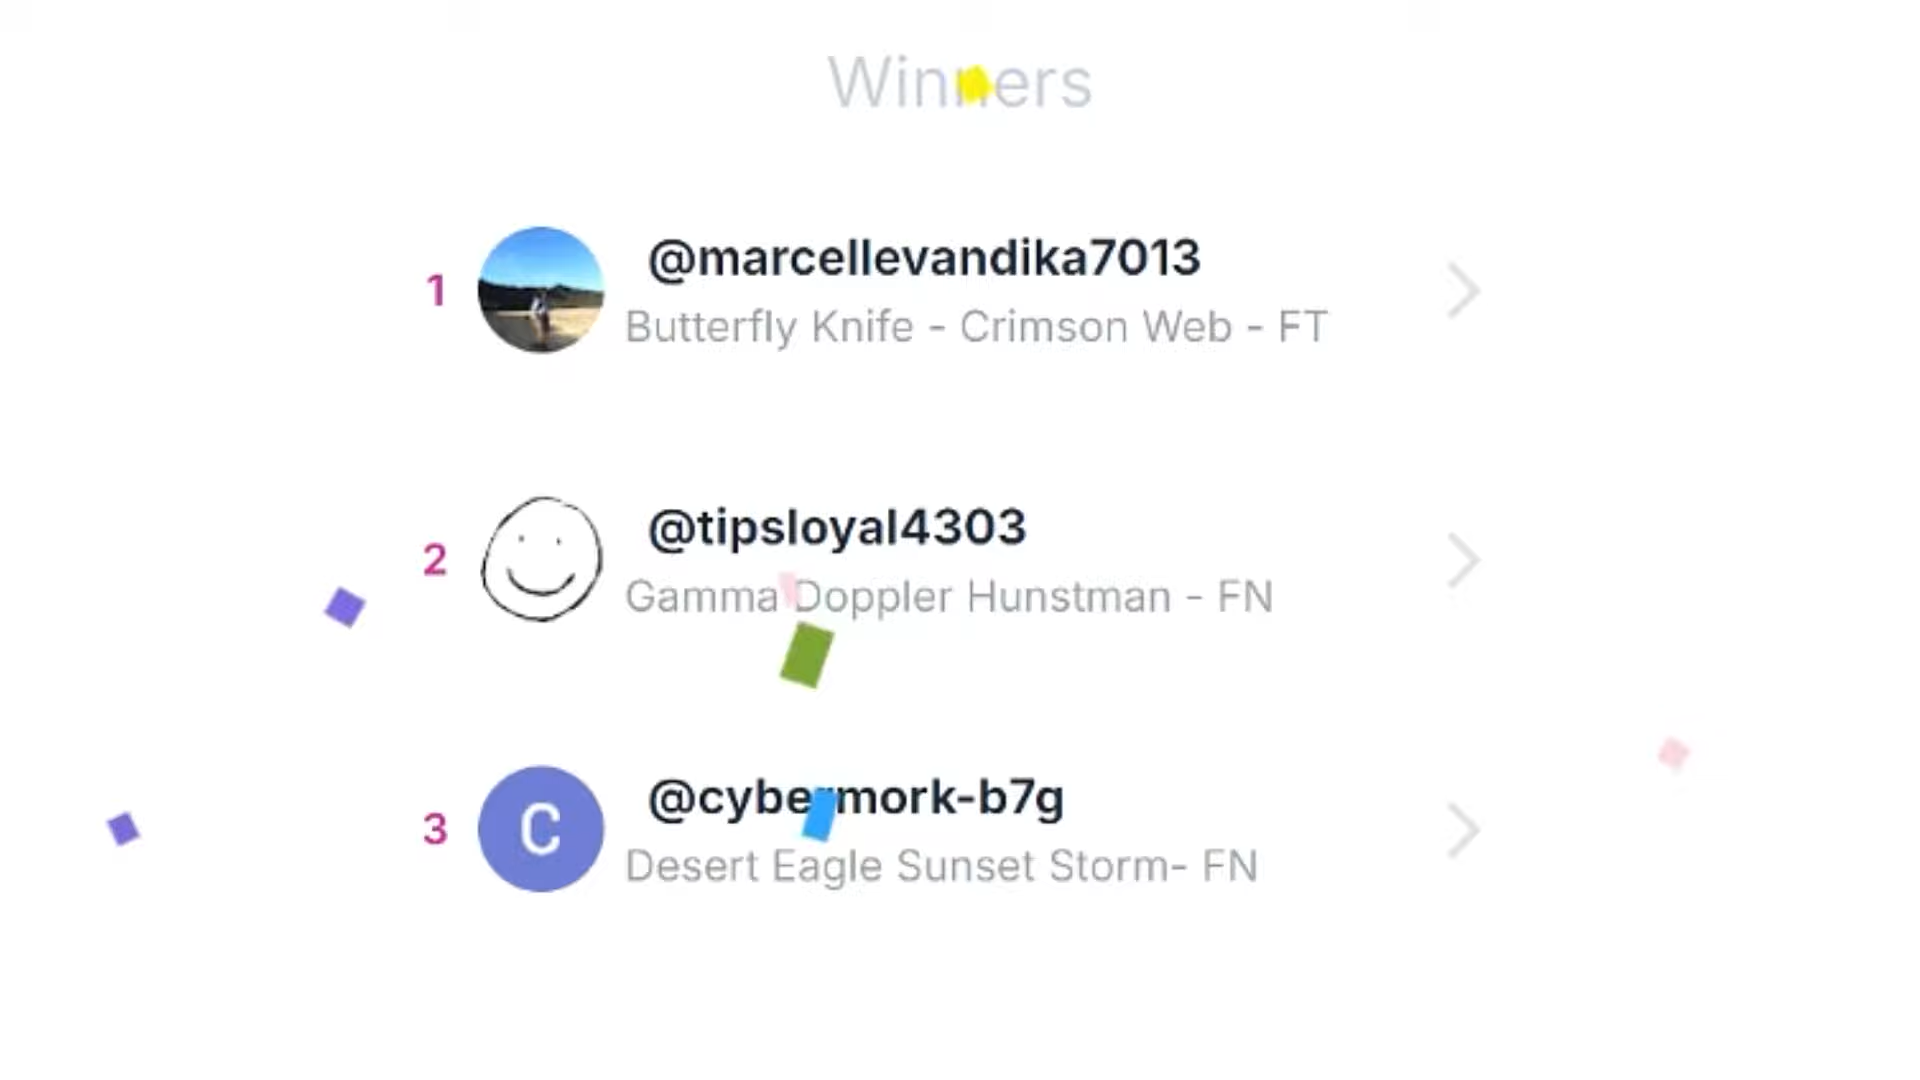 Winners
1
@marcellevandika7013
Butterfly Knife - Crimson Web - FT
2
@tipsloyal4303
Gamma Doppler Hunstman - FN
3
C
@cybermork-b7g
Desert Eagle Sunset Storm- FN